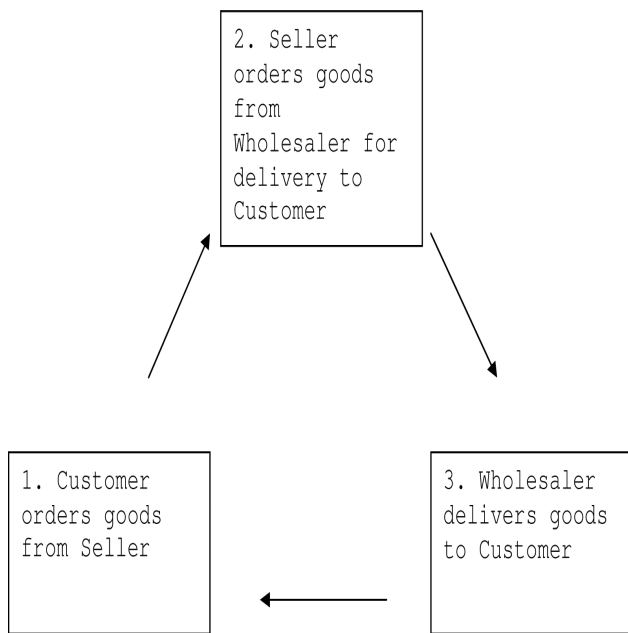 2. Seller
orders goods
from
Wholesaler for
delivery to
Customer
1. Customer
orders goods
from Seller
3. Wholesaler
delivers goods
to Customer